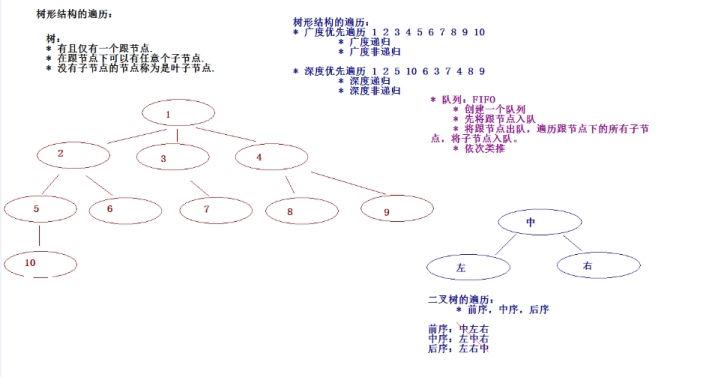 树形结构的遍历：
树：
* 有且仅有一个跟节点.
* 在跟节点下可以有任意个子节点.
* 没有子节点的节点称为是叶子节点.
树形结构的遍历：
* 广度优先遍历 1 2 3 4 5 6 7 8 9 10
* 广度递归
* 广度非递归
* 深度优先遍历 1 2 5 10 6 3 7 4 8 9
* 深度递归
* 深度非递归
* 队列：FIFO
* 创建一个队列
* 先将跟节点入队
* 将跟节点出队，遍历跟节点下的所有子节
点，将子节点入队。
* 依次类推
1
2
3
4
5
6
7
8
9
10
中
左
右
二叉树的遍历：
* 前序，中序，后序
前序：中左右
中序：左中右
后序：左右中